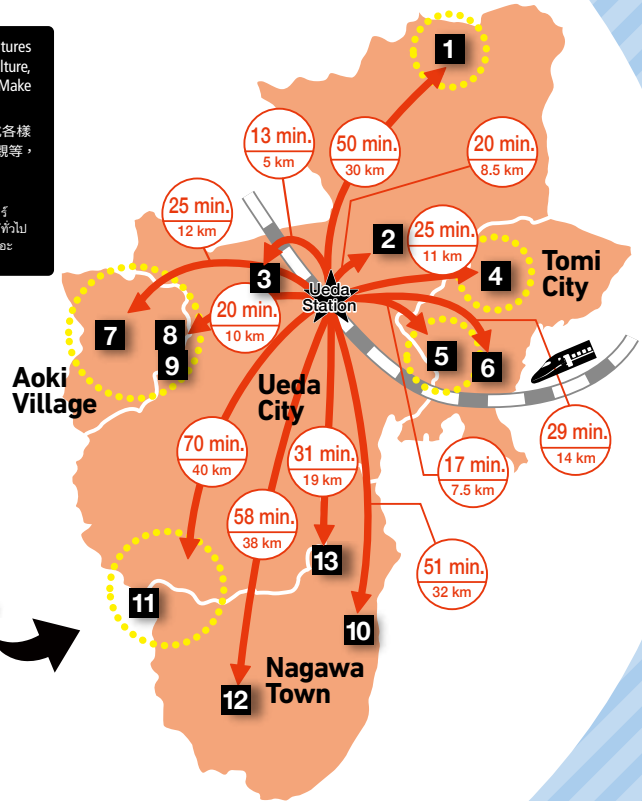 tures
lture,
Make
各樣
觀等，
ร์
ทั่วไป
อะ
1
13 min.
5 km
50 min.
30 km
20 min.
8.5 km
25 min.
12 km
2
25 min.
11 km
3
4
Tomi
City
Ueda
Station
20 min.
10 km
7
8
9
5
6
Aoki
Village
Ueda
City
29 min.
14 km
70 min.
40 km
31 min.
19 km
17 min.
7.5 km
58 min.
38 km
51 min.
32 km
13
11
10
Nagawa
Town
12